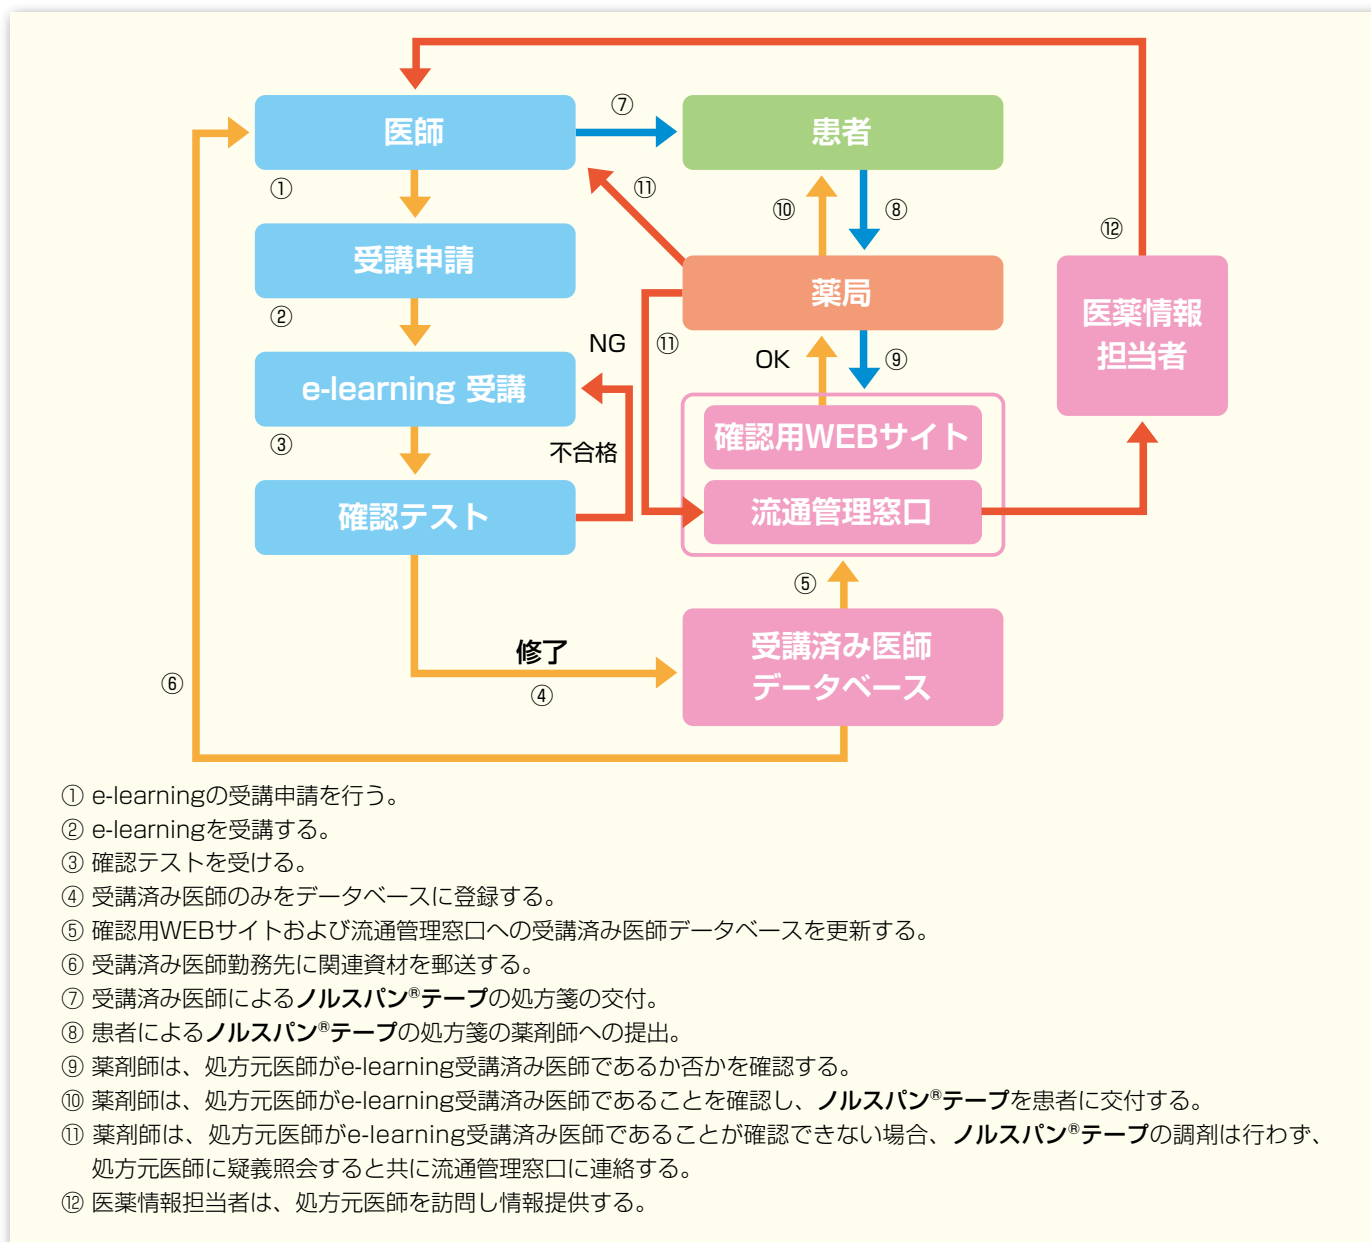 医師
⑦
患者
①
⑪
⑩
⑧
⑫
受講申請
薬局
医薬情報
担当者
②
NG
⑪
OK
⑨
e-learning 受講
確認用WEBサイト
③
不合格
確認テスト
流通管理窓口
⑤
修了
受講済み医師
データベース
⑥
④
① e-learningの受講申請を行う。
② e-learningを受講する。
③ 確認テストを受ける。
④ 受講済み医師のみをデータベースに登録する。
⑤ 確認用WEBサイトおよび流通管理窓口への受講済み医師データベースを更新する。
⑥ 受講済み医師勤務先に関連資材を郵送する。
⑦ 受講済み医師によるノルスパン®テープの処方箋の交付。
⑧ 患者によるノルスパン®テープの処方箋の薬剤師への提出。
⑨ 薬剤師は、処方元医師がe-learning受講済み医師であるか否かを確認する。
⑩ 薬剤師は、処方元医師がe-learning受講済み医師であることを確認し、ノルスパン®テープを患者に交付する。
⑪ 薬剤師は、処方元医師がe-learning受講済み医師であることが確認できない場合、ノルスパン®テープの調剤は行わず、
処方元医師に疑義照会すると共に流通管理窓口に連絡する。
⑫ 医薬情報担当者は、処方元医師を訪問し情報提供する。